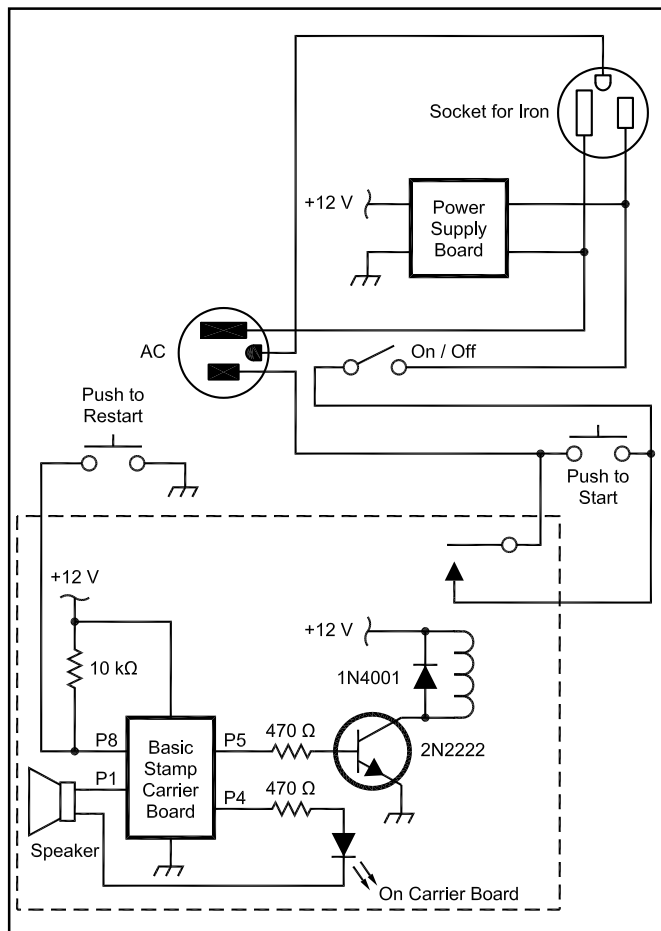 Socket for Iron
+12 V
Power
Supply
Board
AC
On / Off
Push to
Restart
Push to
Start
+12 V
+12 V
10 kΩ
1N4001
P8
P5
470 Ω
2N2222
Basic
Stamp
Carrier
Board
P1
P4
470 Ω
Speaker
On Carrier Board